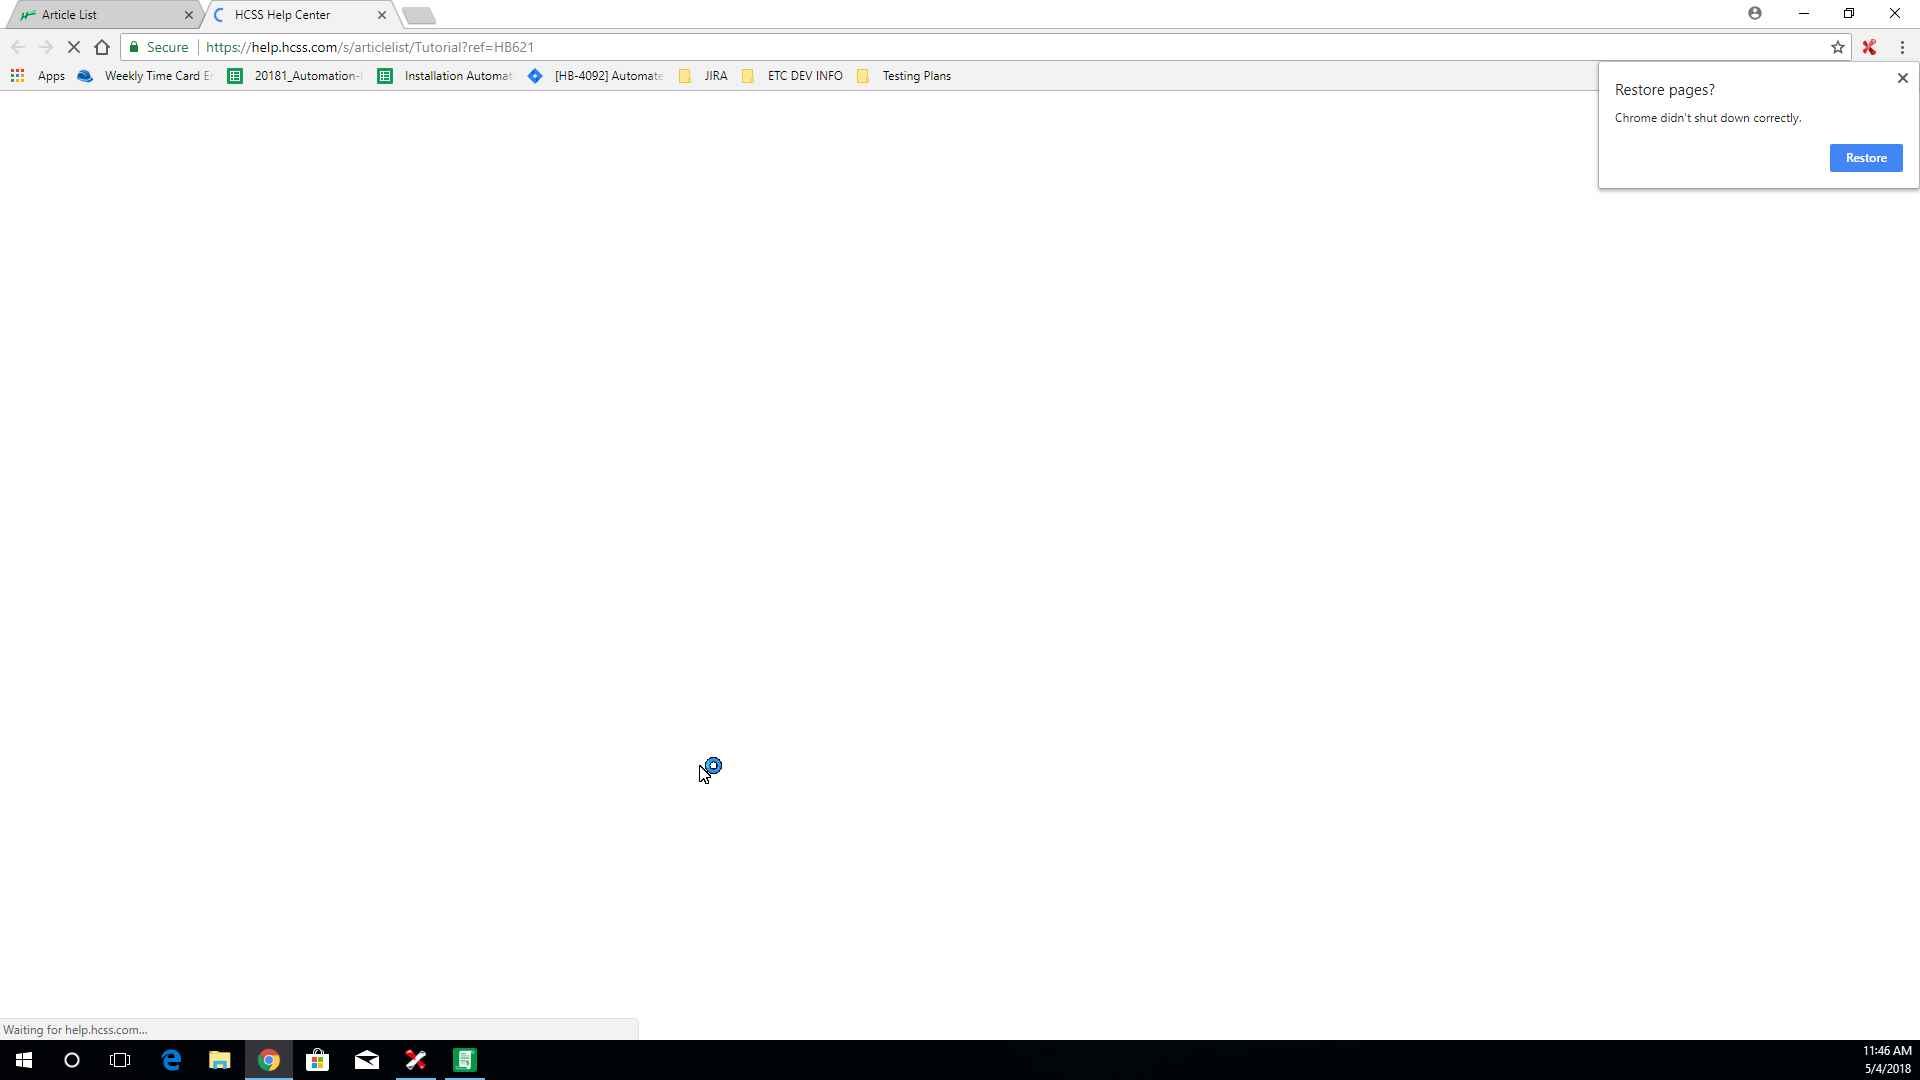 Article List
HCSS Help Center
Secure
https://help.hcss.com/s/articlelist/Tutorial?ref=HB621
Apps
Weekly Time Card E
20181_Automation-
Installation Automat
[HB-4092] Automate
JIRA
ETC DEV INFO
Testing Plans
Restore pages?
Chrome didn't shut down correctly.
Restore
Waiting for help.hcss.com...
11:46 AM
5/4/2018